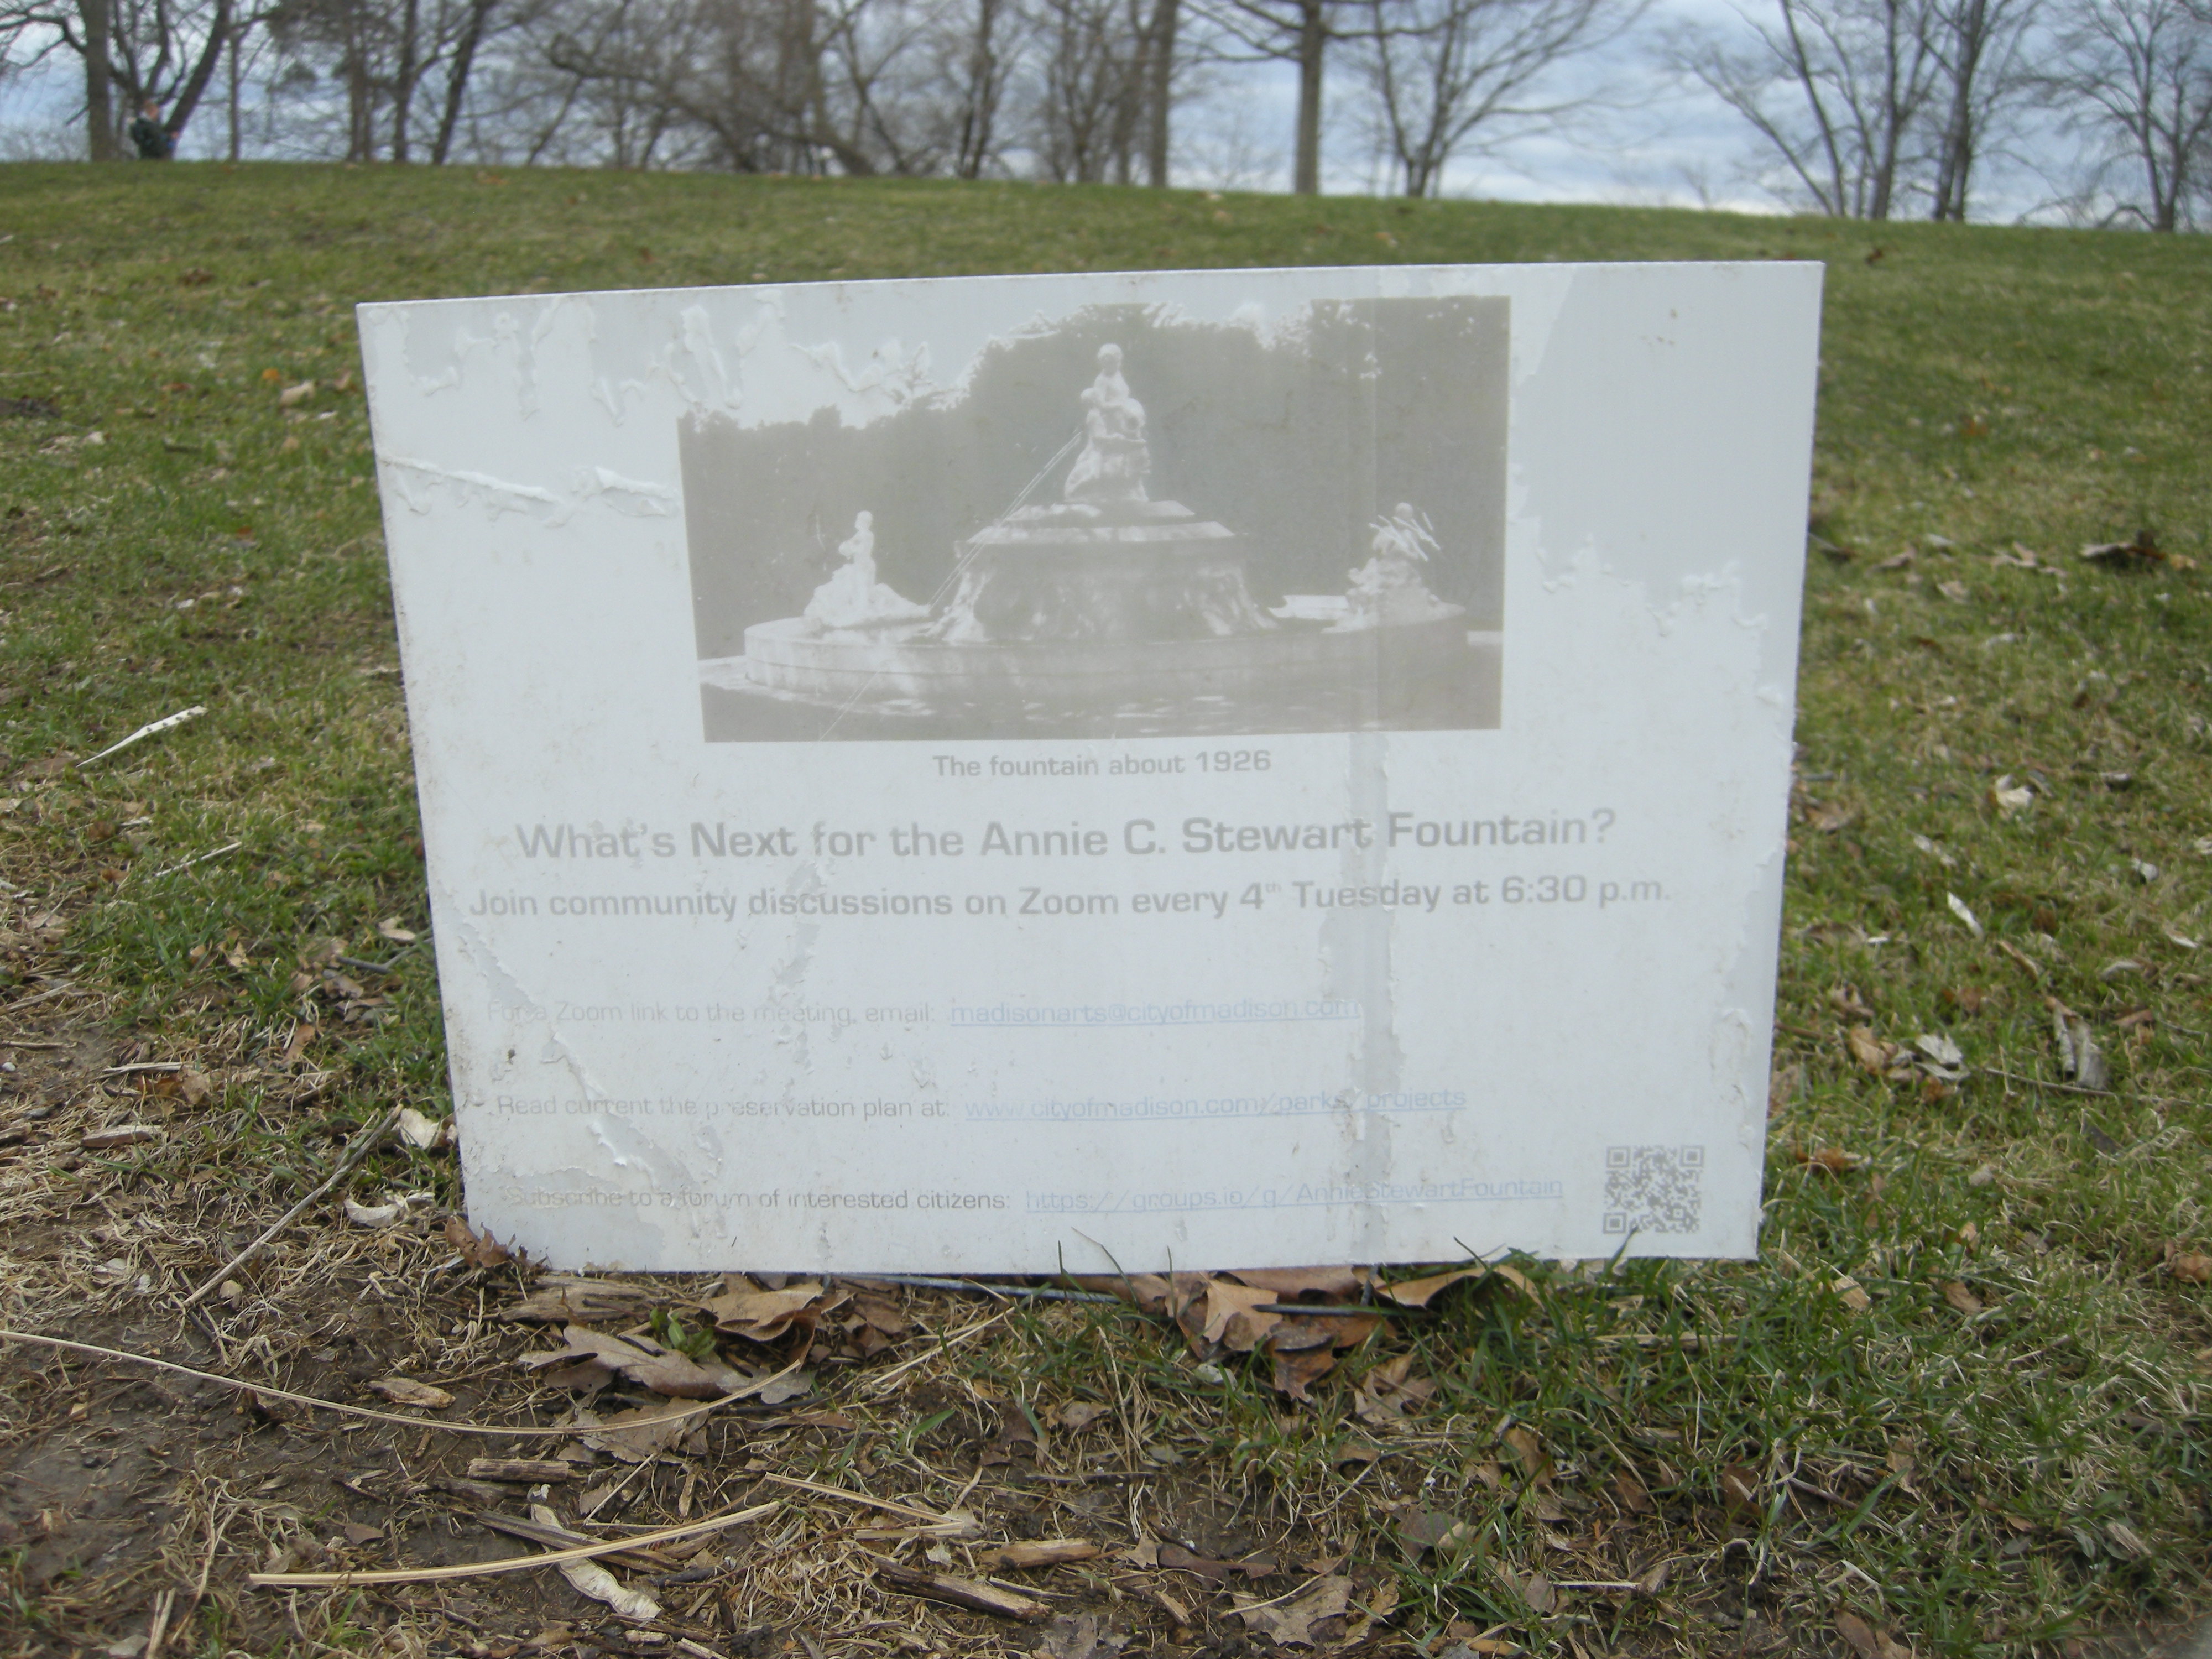 The fountain about 1926
What's Next for the Annie C. Stewart Fountain?
Join community discussions on Zoom every 4th Tuesday at 6:30 p.m.
For a Zoom link to the meeting, email: madisonarts@cityofmadison.com
Read current the preservation plan at: www.cityofmadison.com/parks/projects
Subscribe to a forum of interested citizens: https://groups.io/g/AnnieStewartFountain